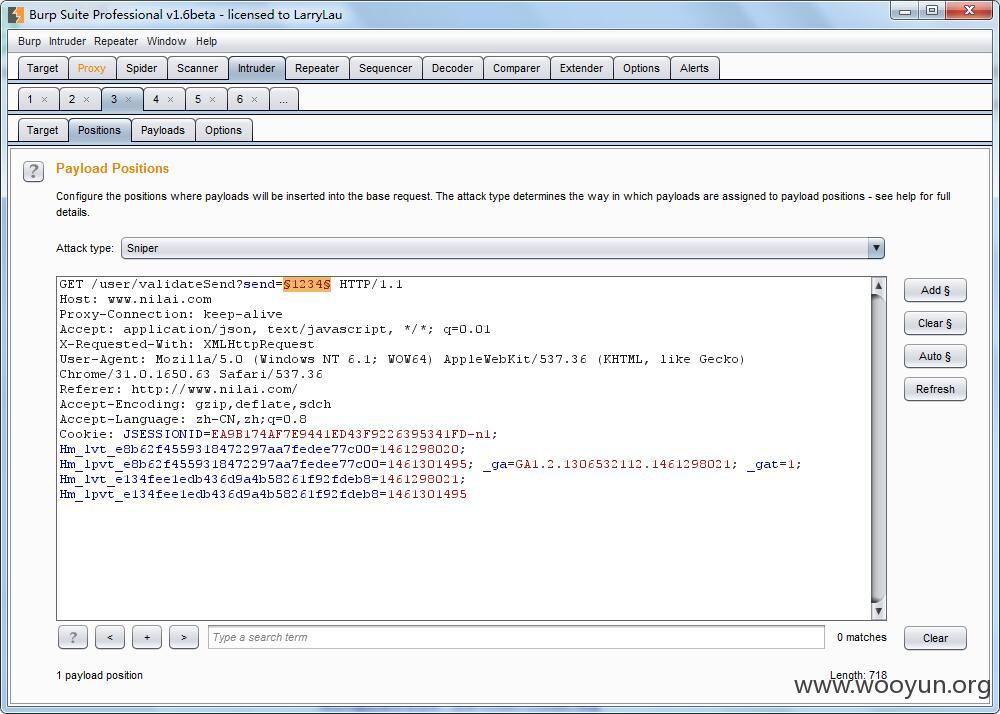 Burp Suite Professional v1.6beta - licensed to LarryLau
Burp Intruder Repeater Window Help
Target Proxy Spider Scanner Intruder Repeater Sequencer Decoder Comparer Extender Options Alerts
1 × 2 × 3 × 4 × 5 × 6 × ...
Target Positions Payloads Options
? Payload Positions
Configure the positions where payloads will be inserted into the base request. The attack type determines the way in which payloads are assigned to payload positions - see help for full
details.
Attack type: Sniper
GET /user/validateSend?send=§1234§ HTTP/1.1
Host: www.nilai.com
Proxy-Connection: keep-alive
Accept: application/json, text/javascript, */*; q=0.01
X-Requested-With: XMLHttpRequest
User-Agent: Mozilla/5.0 (Windows NT 6.1; WOW64) AppleWebKit/537.36 (KHTML, like Gecko)
Chrome/31.0.1650.63 Safari/537.36
Referer: http://www.nilai.com/
Accept-Encoding: gzip,deflate,sdch
Accept-Language: zh-CN,zh;q=0.8
Cookie: JSESSIONID=EA9B174AF7E9441ED43F9226395341FD-n1;
Hm_lvt_e8b62f4559318472297aa7fedee77c00=1461298020;
Hm_lpvt_e8b62f4559318472297aa7fedee77c00=1461301495; _ga=GA1.2.1306532112.1461298021; _gat=1;
Hm_lvt_e134fee1edb436d9a4b58261f92fdeb8=1461298021;
Hm_lpvt_e134fee1edb436d9a4b58261f92fdeb8=1461301495
Add §
Clear §
Auto §
Refresh
? < + > Type a search term 0 matches Clear
1 payload position Length: 718
www.wooyun.org